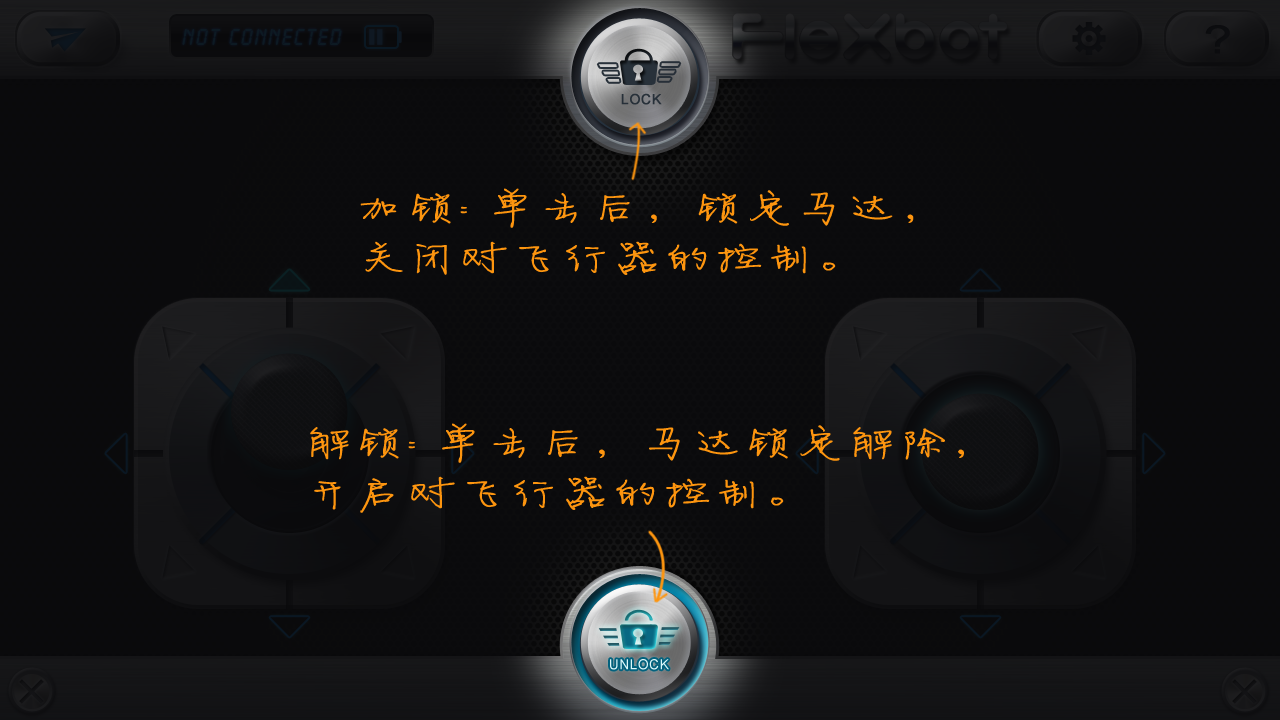 NOT CONNECTED
FleXbot
?
LOCK
加锁:单击后，锁定马达，
关闭对飞行器的控制。
解锁:单击后，马达锁定解除，
开启对飞行器的控制。
UNLOCK